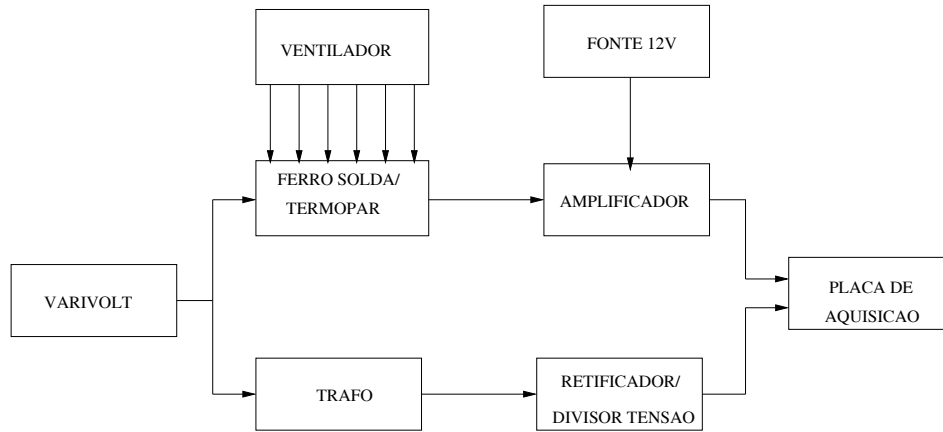 VENTILADOR
FONTE 12V
FERRO SOLDA/
TERMOPAR
AMPLIFICADOR
VARIVOLT
PLACA DE
AQUISICAO
TRAFO
RETIFICADOR/
DIVISOR TENSAO